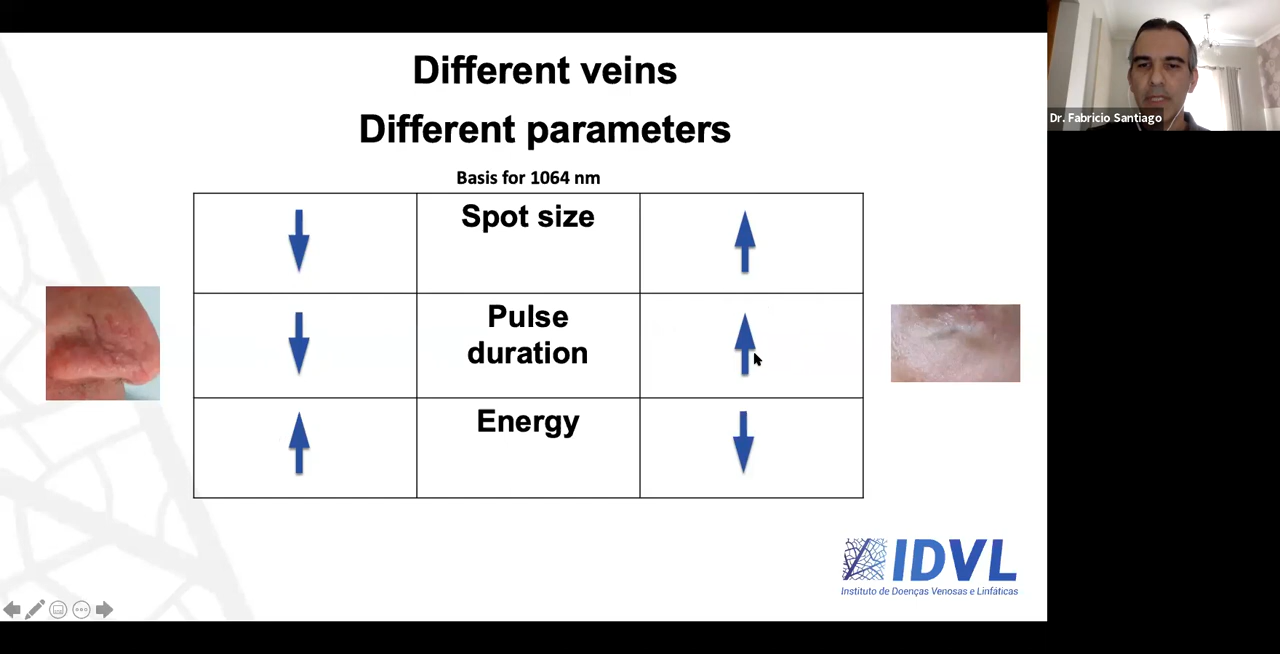 Different veins
Different parameters
Basis for 1064 nm
Spot size
Pulse
duration
Energy
IDVL
Instituto de Doenças Venosas e Linfáticas
Dr. Fabricio Santiago